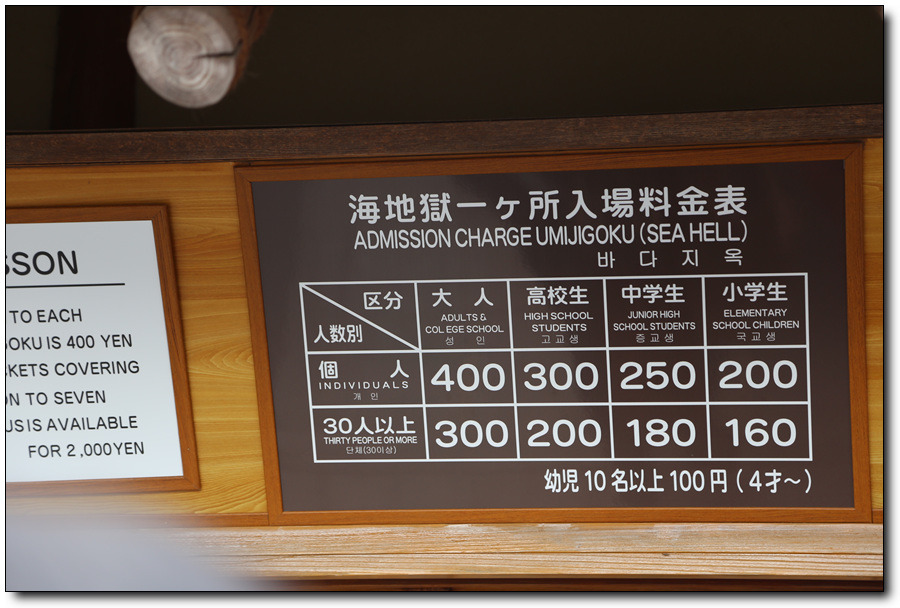 SSON
TO EACH
OKU IS 400 YEN
KETS COVERING
ON TO SEVEN
US IS AVAILABLE
FOR 2,000YEN
海地獄一ヶ所入場料金表
ADMISSION CHARGE UMIJIGOKU (SEA HELL)
바다지옥
区分
人数別
大人
ADULTS &
COL EGE SCHOOL
성인
高校生
HIGH SCHOOL
STUDENTS
고교생
中学生
JUNIOR HIGH
SCHOOL STUDENTS
중교생
小学生
ELEMENTARY
SCHOOL CHILDREN
국교생
個人
INDIVIDUALS
개인
400 300 250 200
30人以上
THIRTY PEOPLE OR MORE
단체(30이상)
300 200 180 160
幼児10名以上100円(4才〜)